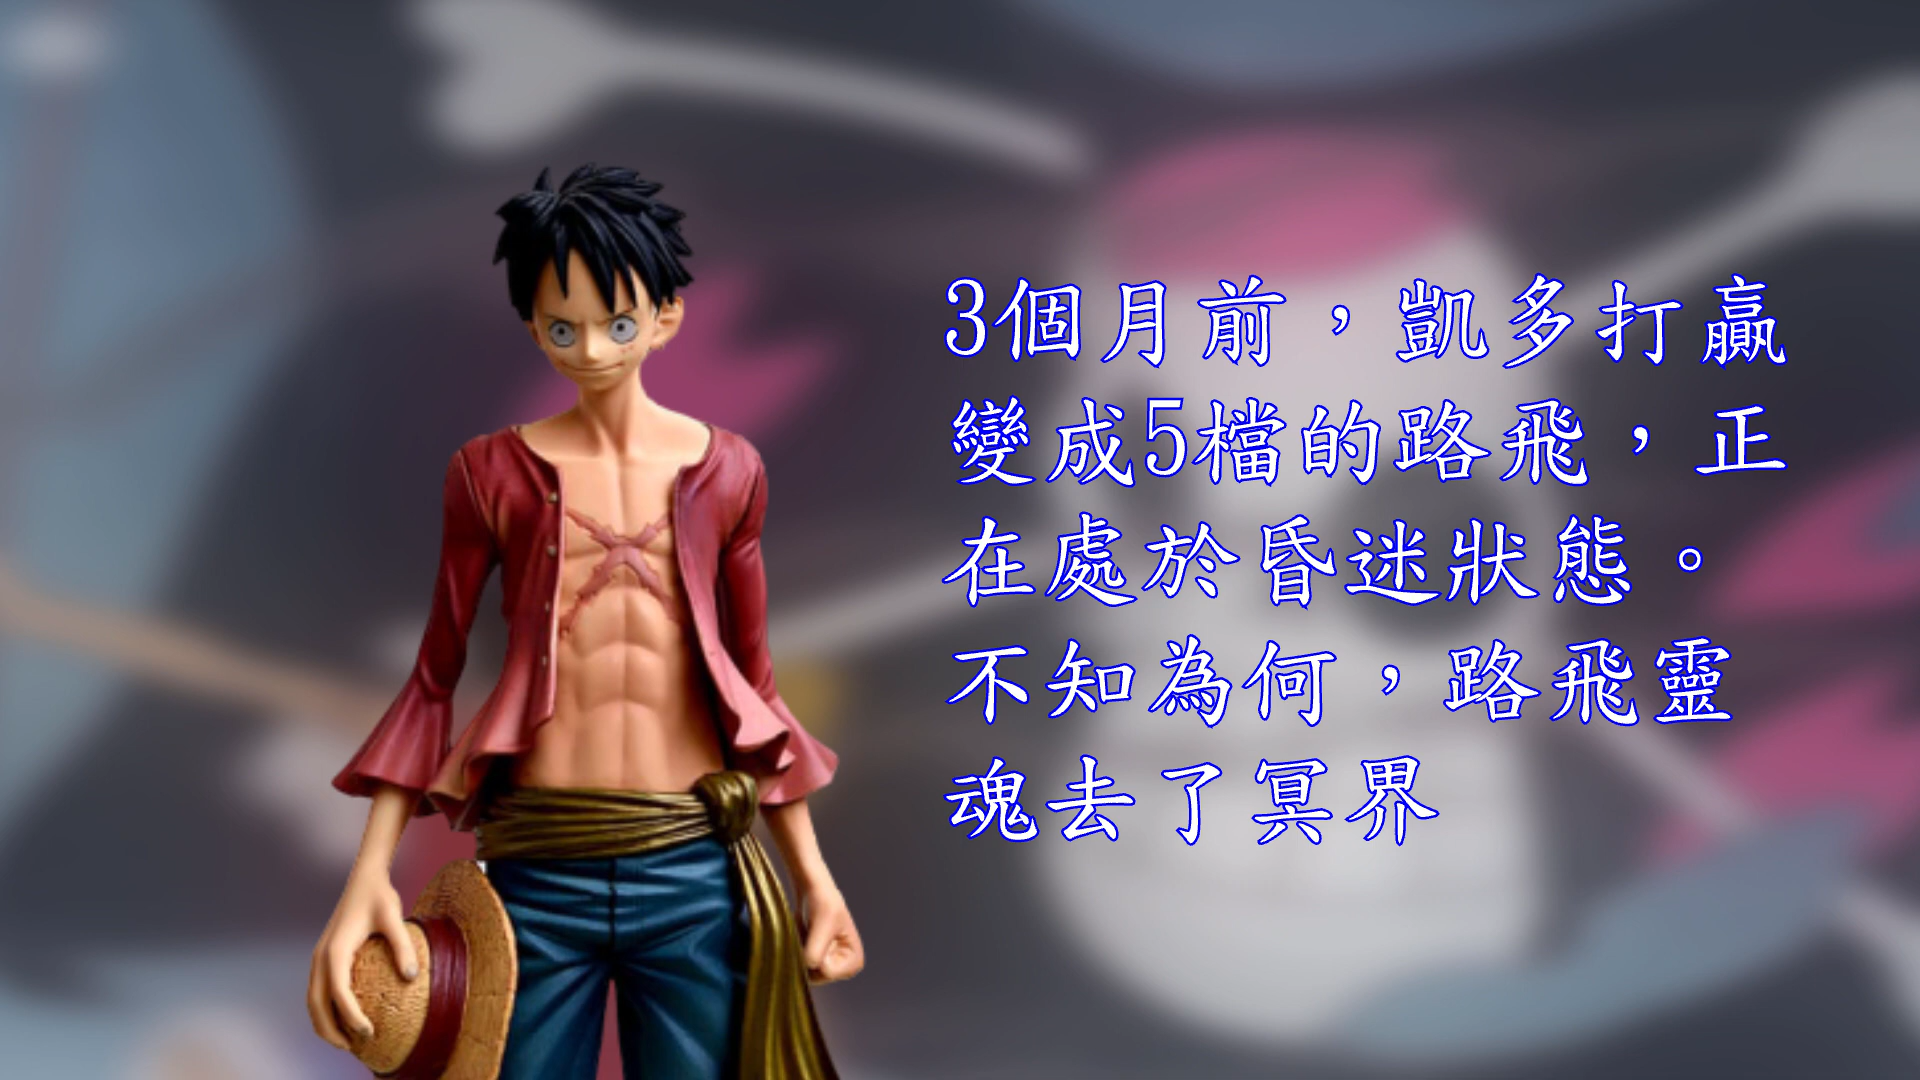 3個月前，凱多打贏
變成5檔的路飛，正
在處於昏迷狀態。
不知為何，路飛靈
魂去了冥界